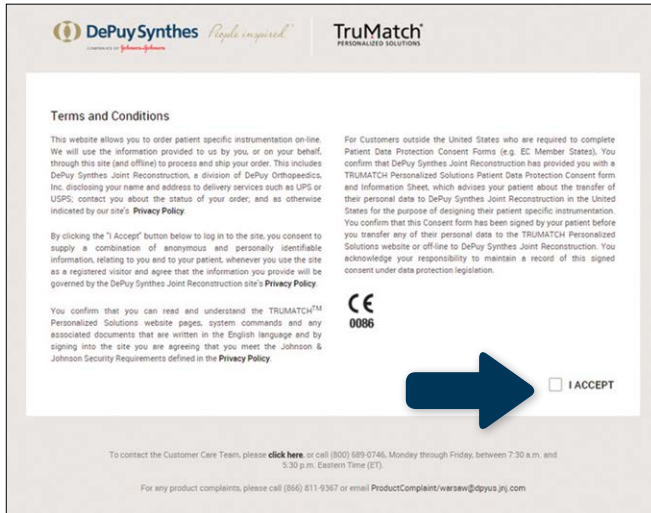 DePuy Synthes People inspired™
COMPANIES OF Johnson & Johnson
TruMatch®
PERSONALIZED SOLUTIONS
Terms and Conditions
This website allows you to order patient specific instrumentation on-line.
We will use the information provided to us by you, or on your behalf,
through this site (and offline) to process and ship your order. This includes
DePuy Synthes Joint Reconstruction, a division of DePuy Orthopaedics,
Inc. disclosing your name and address to delivery services such as UPS or
USPS; contact you about the status of your order; and as otherwise
indicated by our site's Privacy Policy.
By clicking the "I Accept" button below to log in to the site, you consent to
supply a combination of anonymous and personally identifiable
information, relating to you and to your patient, whenever you use the site
as a registered visitor and agree that the information you provide will be
governed by the DePuy Synthes Joint Reconstruction site's Privacy Policy.
You confirm that you can read and understand the TRUMATCH™
Personalized Solutions website pages, system commands and any
associated documents that are written in the English language and by
signing into the site you are agreeing that you meet the Johnson &
Johnson Security Requirements defined in the Privacy Policy.
For Customers outside the United States who are required to complete
Patient Data Protection Consent Forms (e.g. EC Member States), You
confirm that DePuy Synthes Joint Reconstruction has provided you with a
TRUMATCH Personalized Solutions Patient Data Protection Consent form
and Information Sheet, which advises your patient about the transfer of
their personal data to DePuy Synthes Joint Reconstruction in the United
States for the purpose of designing their patient specific instrumentation.
You confirm that this Consent form has been signed by your patient before
you transfer any of their personal data to the TRUMATCH Personalized
Solutions website or off-line to DePuy Synthes Joint Reconstruction. You
acknowledge your responsibility to maintain a record of this signed
consent under data protection legislation.
CE
0086
I ACCEPT
To contact the Customer Care Team, please click here, or call (800) 689-0746, Monday through Friday, between 7:30 a.m. and
5:30 p.m. Eastern Time (ET).
For any product complaints, please call (866) 811-9367 or email ProductComplaint/warsaw@dpyus.jnj.com